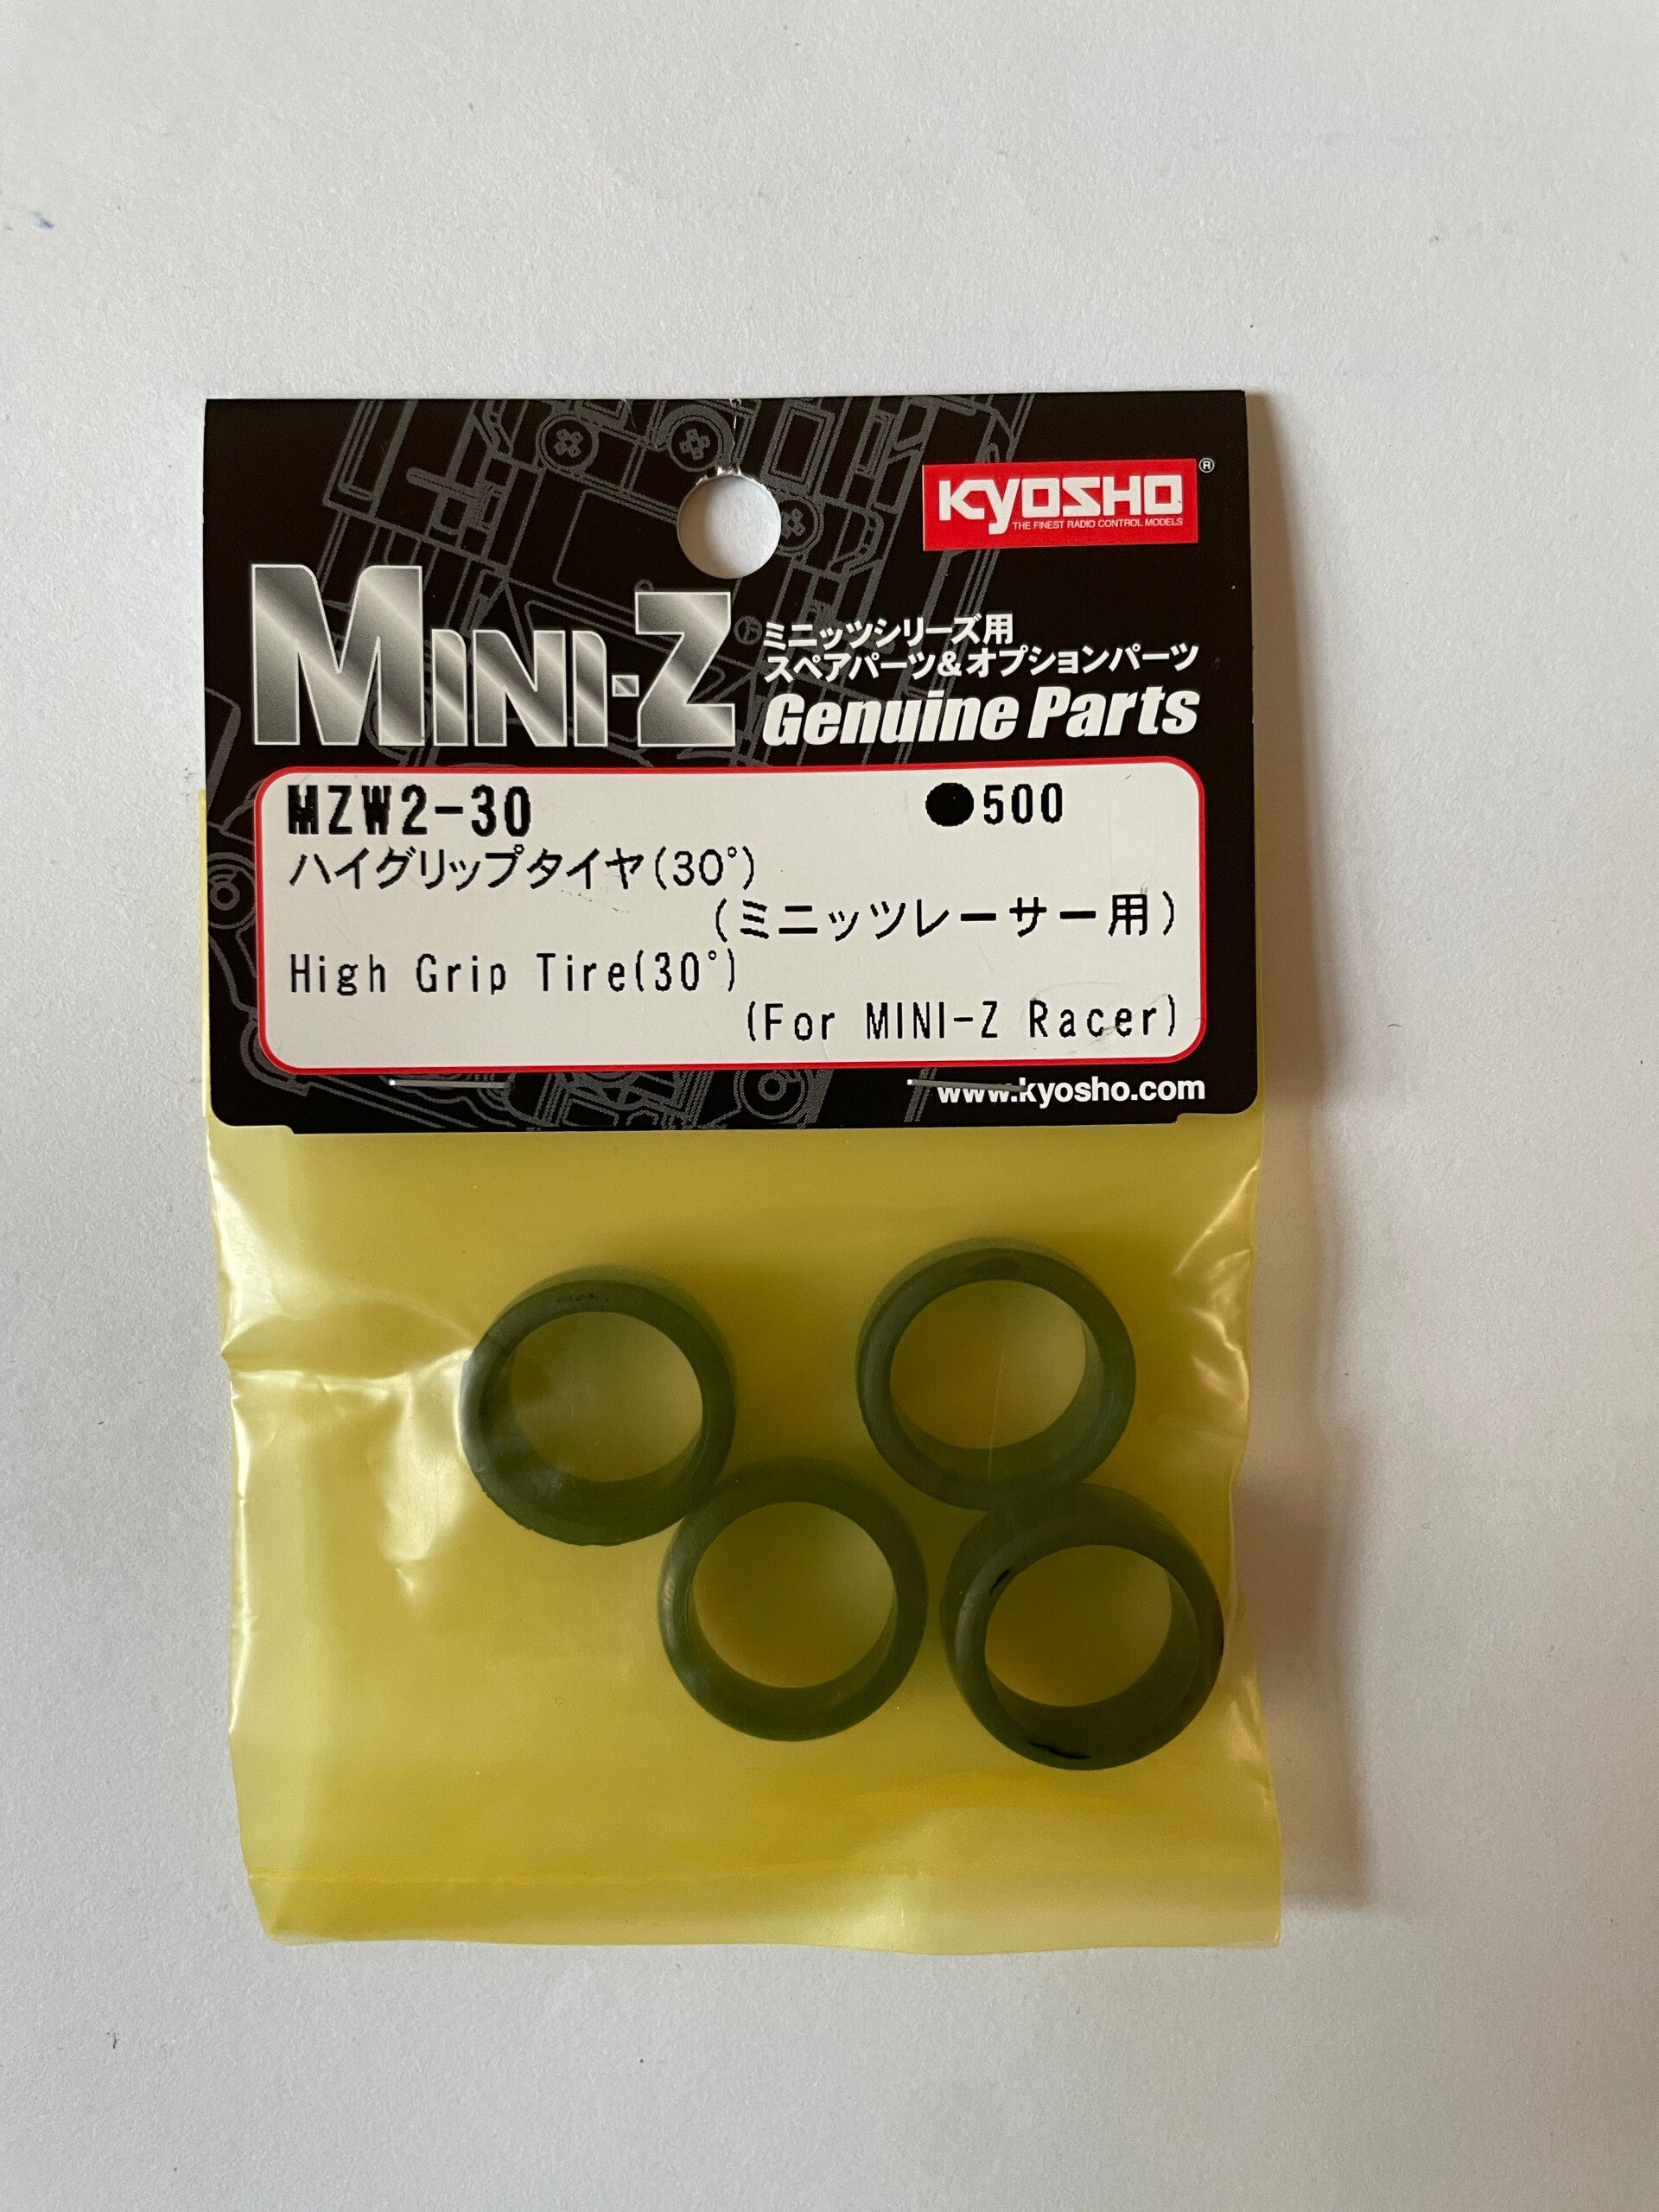 KYOSHO®
THE FINEST RADIO CONTROL MODELS
MINI-Z
ミニッツシリーズ用
スペアパーツ&オプションパーツ
Genuine Parts
MZW2-30 ●500
ハイグリップタイヤ(30°)
(ミニッツレーサー用)
High Grip Tire(30°)
(For MINI-Z Racer)
www.kyosho.com